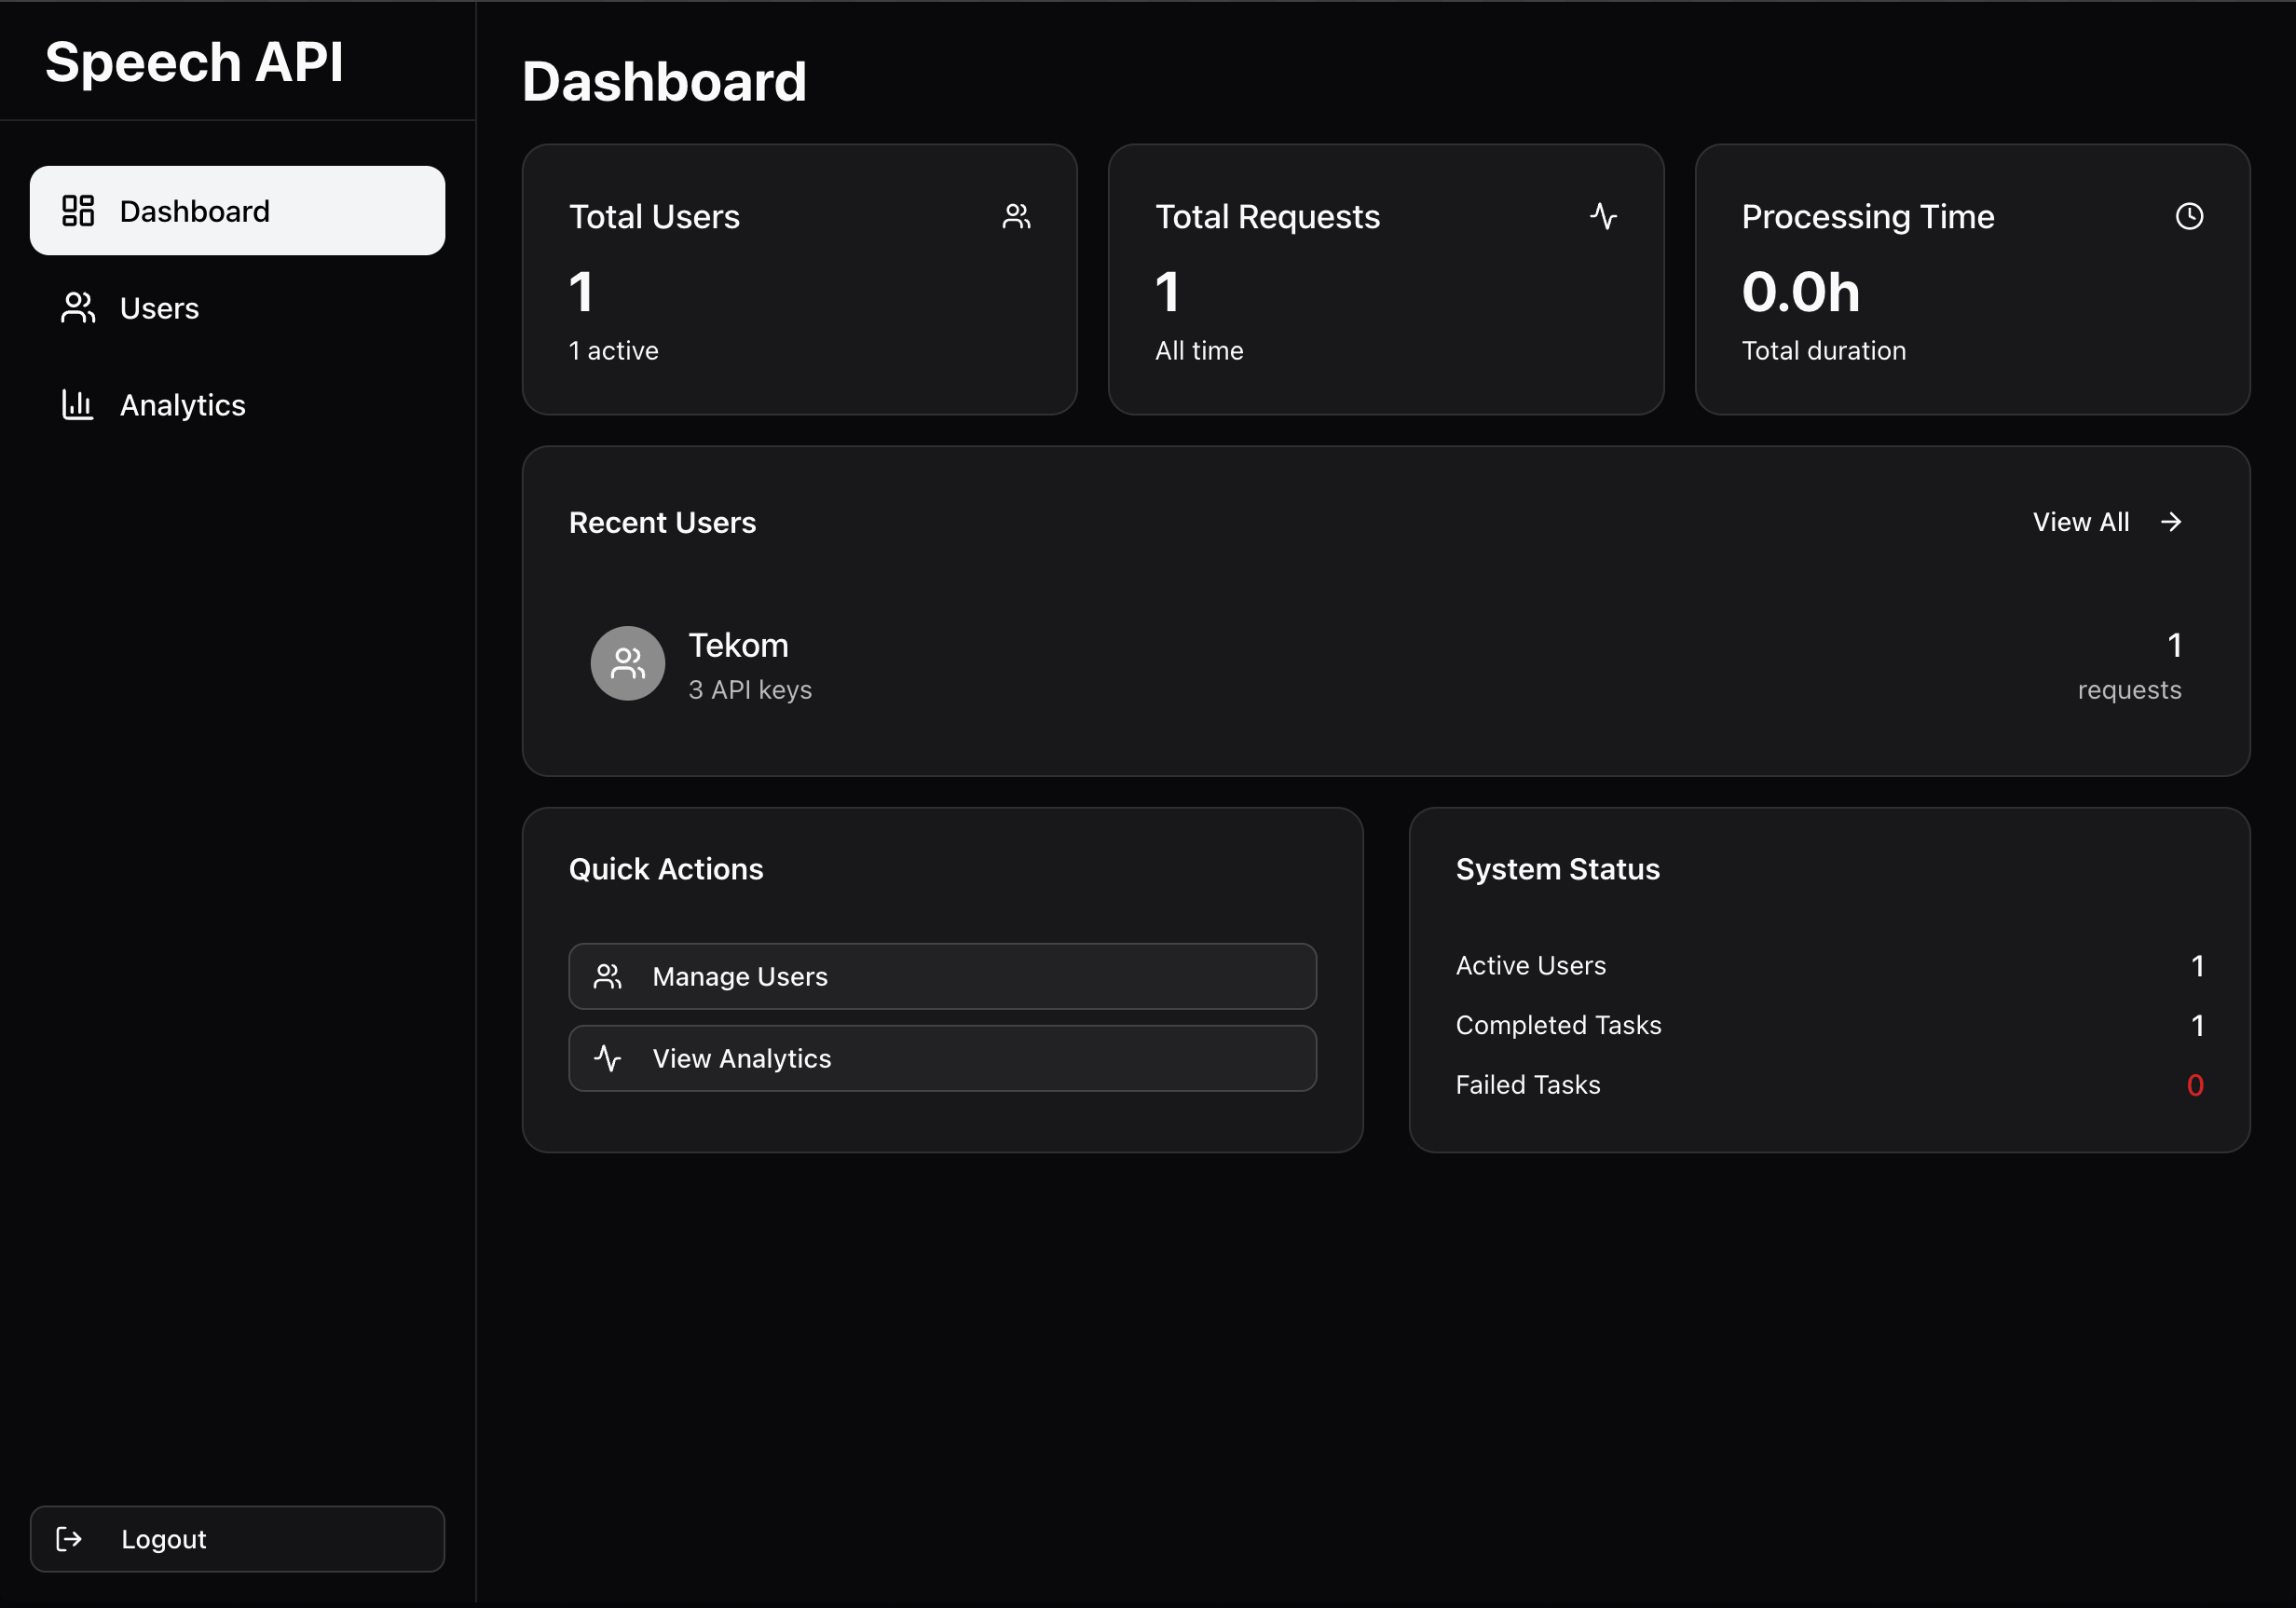 Speech API
Dashboard
Users
Analytics
Logout
Dashboard
Total Users
1
1 active
Total Requests
1
All time
Processing Time
0.0h
Total duration
Recent Users
View All
Tekom
3 API keys
1
requests
Quick Actions
Manage Users
View Analytics
System Status
Active Users 1
Completed Tasks 1
Failed Tasks 0